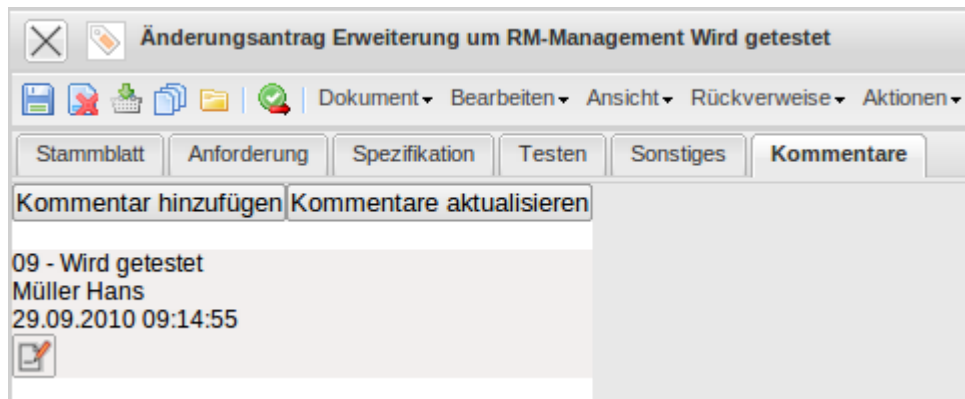 Änderungsantrag Erweiterung um RM-Management Wird getestet
Dokument Bearbeiten Ansicht Rückverweise Aktionen
Stammblatt Anforderung Spezifikation Testen Sonstiges Kommentare
Kommentar hinzufügen Kommentare aktualisieren
09 - Wird getestet
Müller Hans
29.09.2010 09:14:55